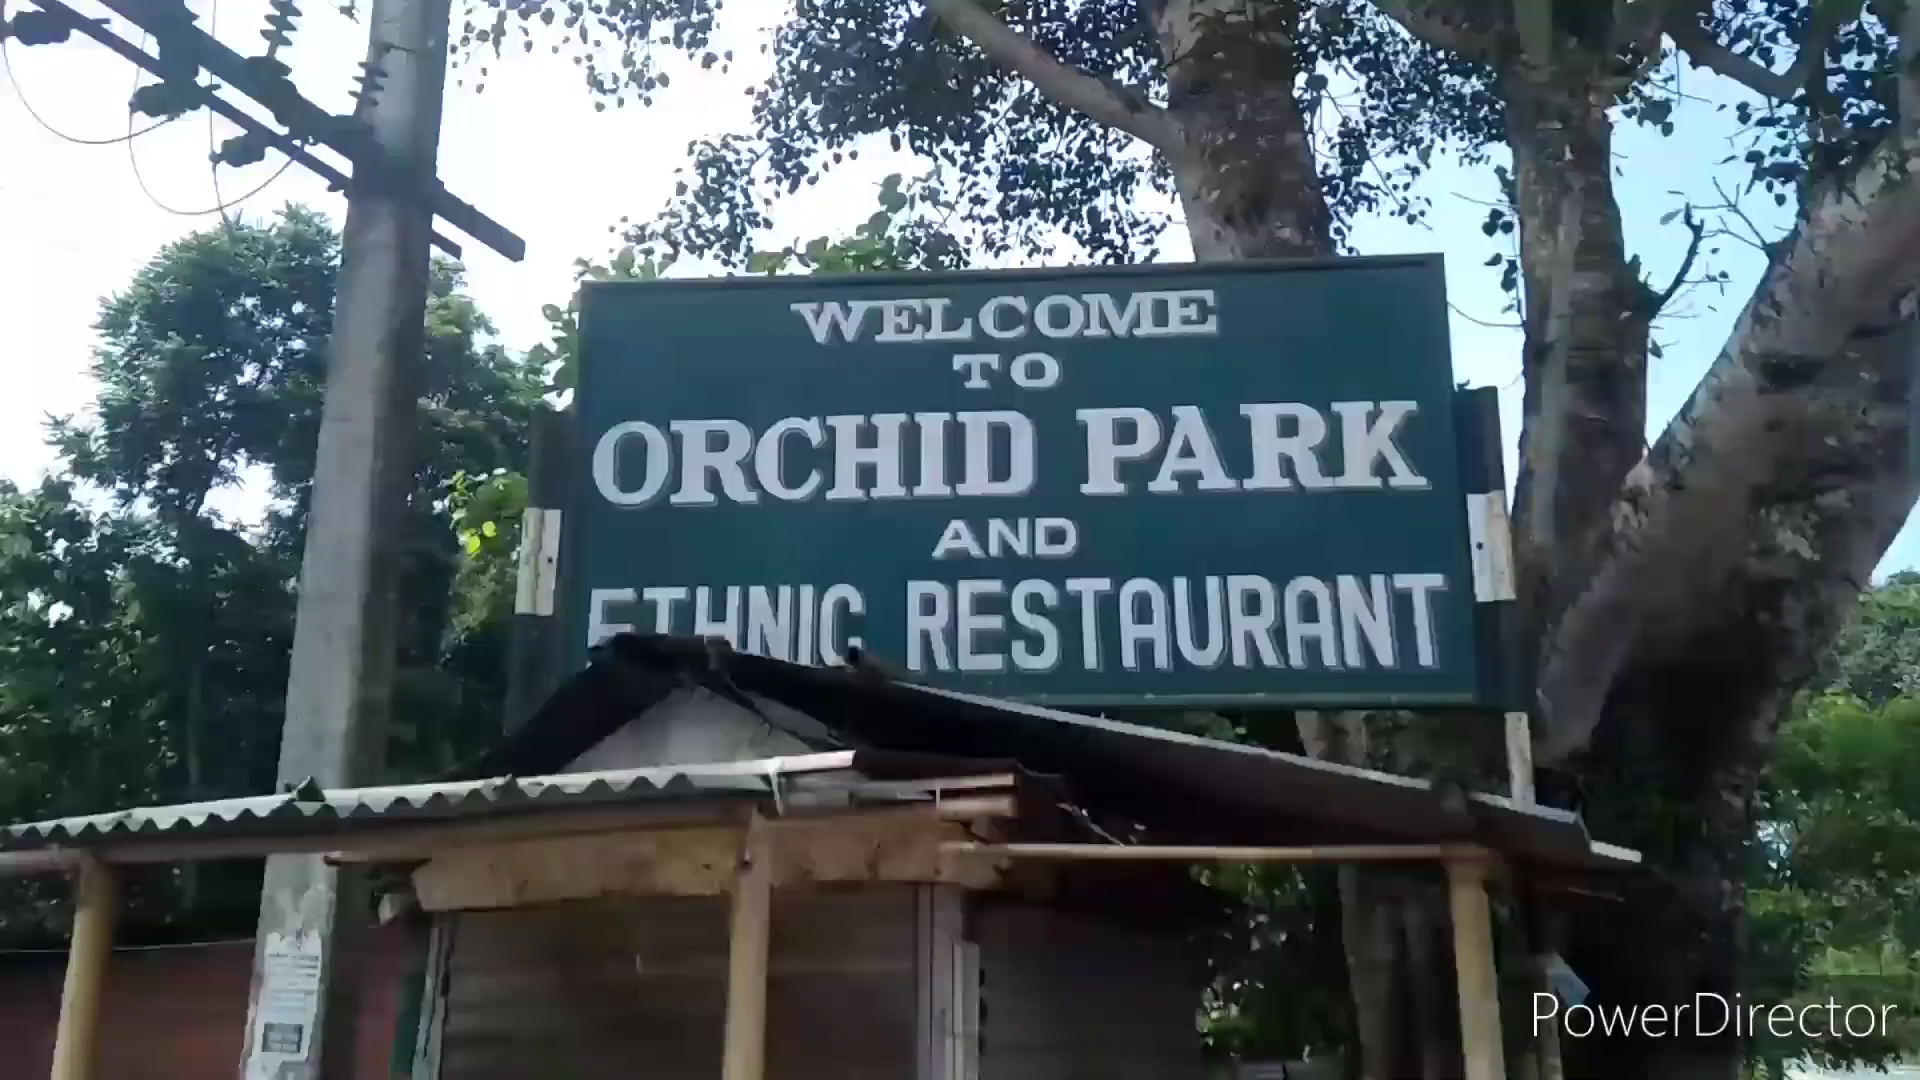 WELCOME
TO
ORCHID PARK
AND
ETHNIC RESTAURANT
PowerDirector